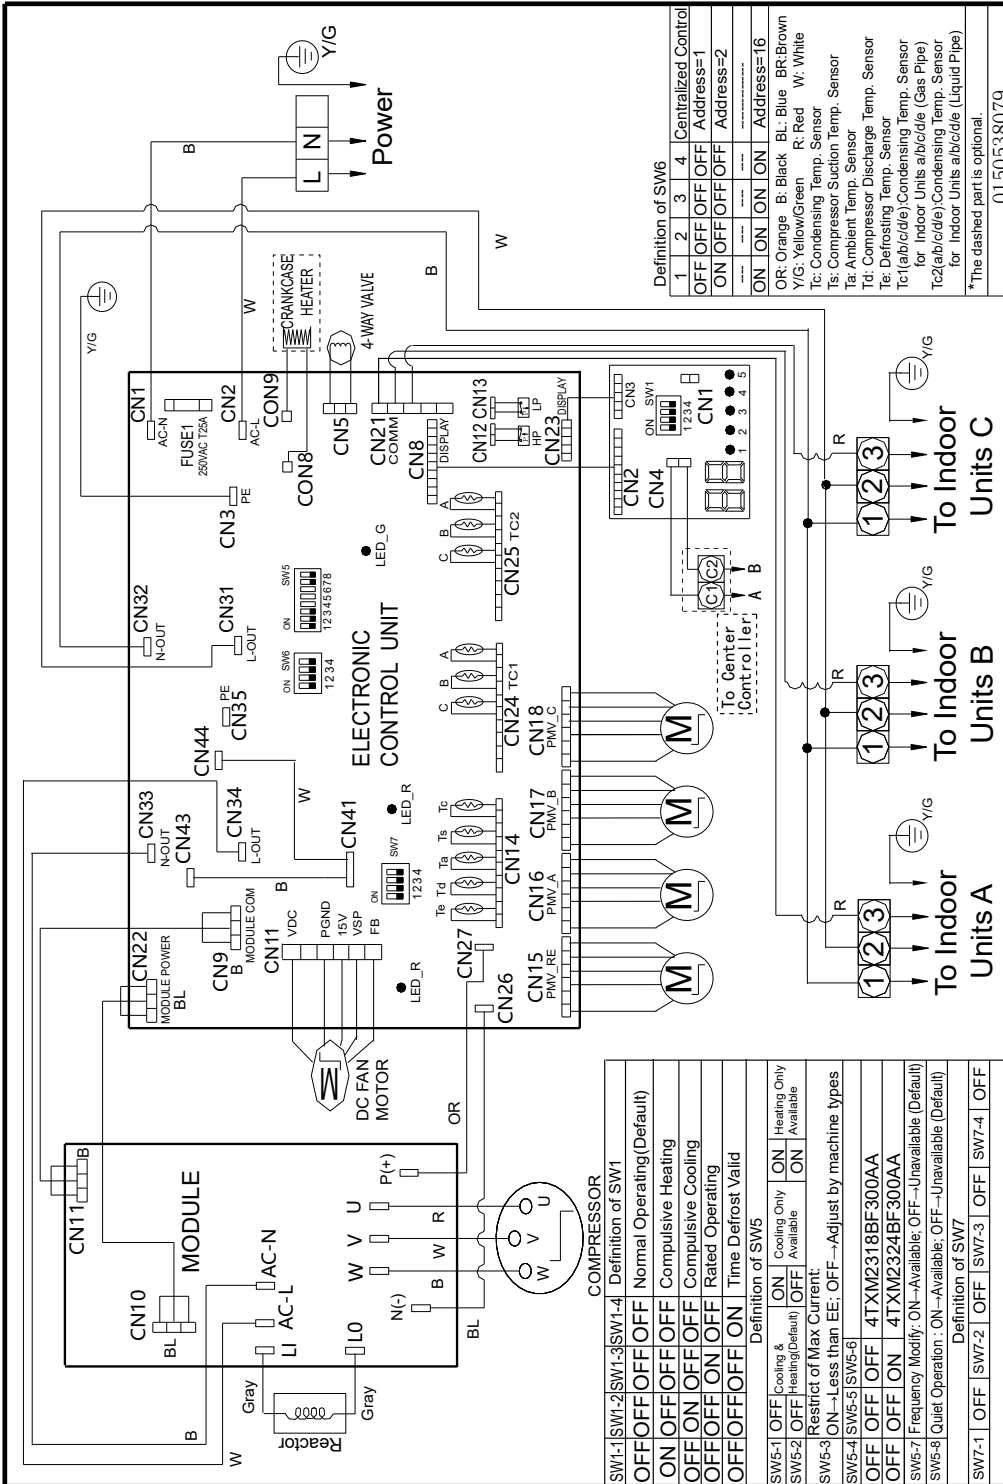 Y/G
Power
L N
B
W
Y/G
CN1
AC-N
FUSE1
250VAC T25A
CN2
AC-L
CON9
CON8
CRANKCASE
HEATER
4-WAY VALVE
CN5
CN21
COMM
CN8
DISPLAY
CN12 CN13
HP LP
CN23
DISPLAY
CN3
PE
LED_G
CN32
N-OUT
CN31
L-OUT
ON SW5
12345678
ON SW6
1234
CN35 PE
ELECTRONIC
CONTROL UNIT
CN44
W
CN33
N-OUT
CN43
CN34
L-OUT
CN41
B
LED_R
ON SW7
1234
CN22
MODULE POWER
BL
CN9
B
MODULE COM
CN11
VDC
PGND
15V
VSP
FB
LED_R
DC FAN
MOTOR
M
Te Td Ta Ts Tc
CN14
C B A
CN24 TC1
C B A
CN25 TC2
CN27
CN26
CN15
PMV_RE
CN16
PMV_A
CN17
PMV_B
CN18
PMV_C
M M M M
OR
BL
CN2
CN3
ON SW1
1234
CN4
CN1
1 2 3 4 5
C1 C2
A B
To Center
Controller
W
B
R
1 2 3
To Indoor
Units A
Y/G
R
1 2 3
To Indoor
Units B
Y/G
R
1 2 3
To Indoor
Units C
Y/G
CN11
B
MODULE
CN10
BL
AC-N
AC-L
LI
L0
W V U
P(+)
N(-)
B W R
W V U
COMPRESSOR
Gray
Gray
Reactor
B
W
Definition of SW6
1 2 3 4 Centralized Control
OFF OFF OFF OFF Address=1
ON OFF OFF OFF Address=2
--- --- --- --- -----------
ON ON ON ON Address=16
OR: Orange B: Black BL: Blue BR:Brown
Y/G: Yellow/Green R: Red W: White
Tc: Condensing Temp. Sensor
Ts: Compressor Suction Temp. Sensor
Ta: Ambient Temp. Sensor
Td: Compressor Discharge Temp. Sensor
Te: Defrosting Temp. Sensor
Tc1(a/b/c/d/e):Condensing Temp. Sensor
for Indoor Units a/b/c/d/e (Gas Pipe)
Tc2(a/b/c/d/e):Condensing Temp. Sensor
for Indoor Units a/b/c/d/e (Liquid Pipe)
*The dashed part is optional.
0150538079
SW1-1 SW1-2 SW1-3 SW1-4 Definition of SW1
OFF OFF OFF OFF Normal Operating(Default)
ON OFF OFF OFF Compulsive Heating
OFF ON OFF OFF Compulsive Cooling
OFF OFF ON OFF Rated Operating
OFF OFF OFF ON Time Defrost Valid
Definition of SW5
SW5-1 OFF Cooling & ON Cooling Only ON Heating Only
SW5-2 OFF Heating(Default) OFF Available ON Available
SW5-3 Restrict of Max Current:
ON→Less than EE; OFF→Adjust by machine types
SW5-4 SW5-5 SW5-6
OFF OFF OFF 4TXM2318BF300AA
OFF OFF ON 4TXM2324BF300AA
SW5-7 Frequency Modify: ON→Available; OFF→Unavailable (Default)
SW5-8 Quiet Operation : ON→Available; OFF→Unavailable (Default)
Definition of SW7
SW7-1 OFF SW7-2 OFF SW7-3 OFF SW7-4 OFF